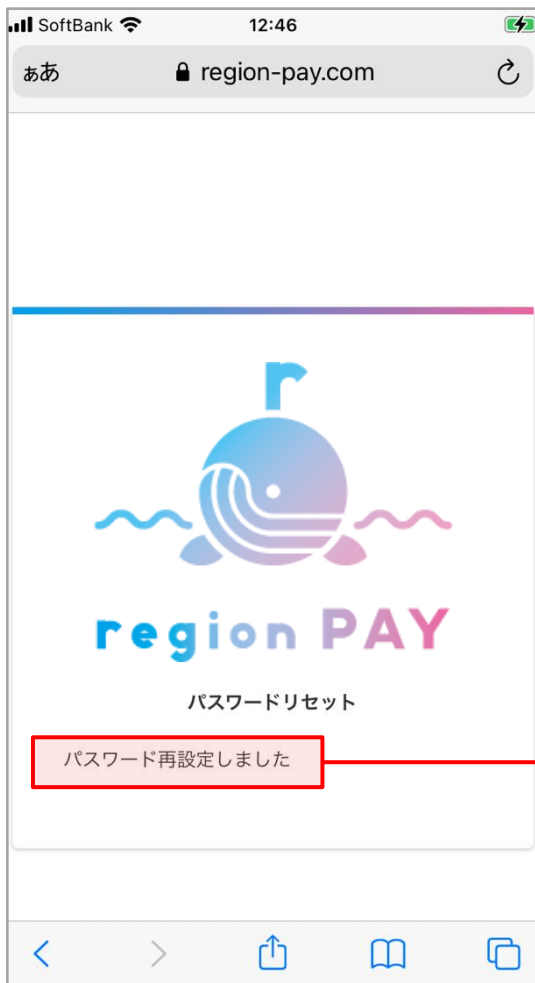 SoftBank 12:46
ああ region-pay.com
r
region PAY
パスワードリセット
パスワード再設定しました